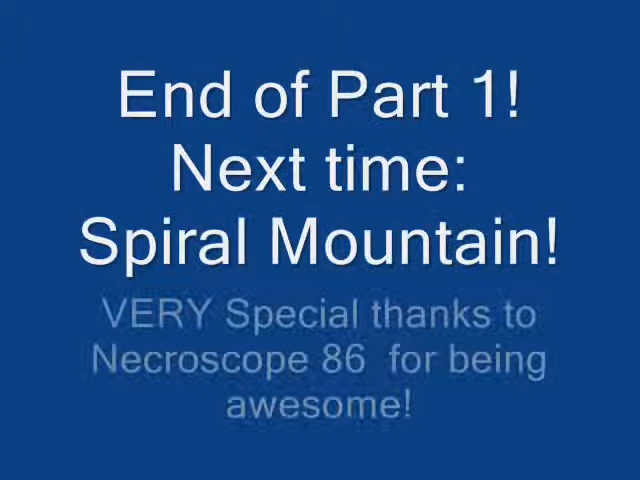 End of Part 1!
Next time:
Spiral Mountain!
VERY Special thanks to
Necroscope 86 for being
awesome!